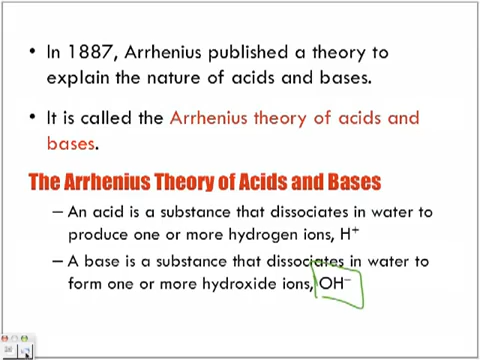 • In 1887, Arrhenius published a theory to
explain the nature of acids and bases.
• It is called the Arrhenius theory of acids and
bases.
The Arrhenius Theory of Acids and Bases
– An acid is a substance that dissociates in water to
produce one or more hydrogen ions, H⁺
– A base is a substance that dissociates in water to
form one or more hydroxide ions, OH⁻